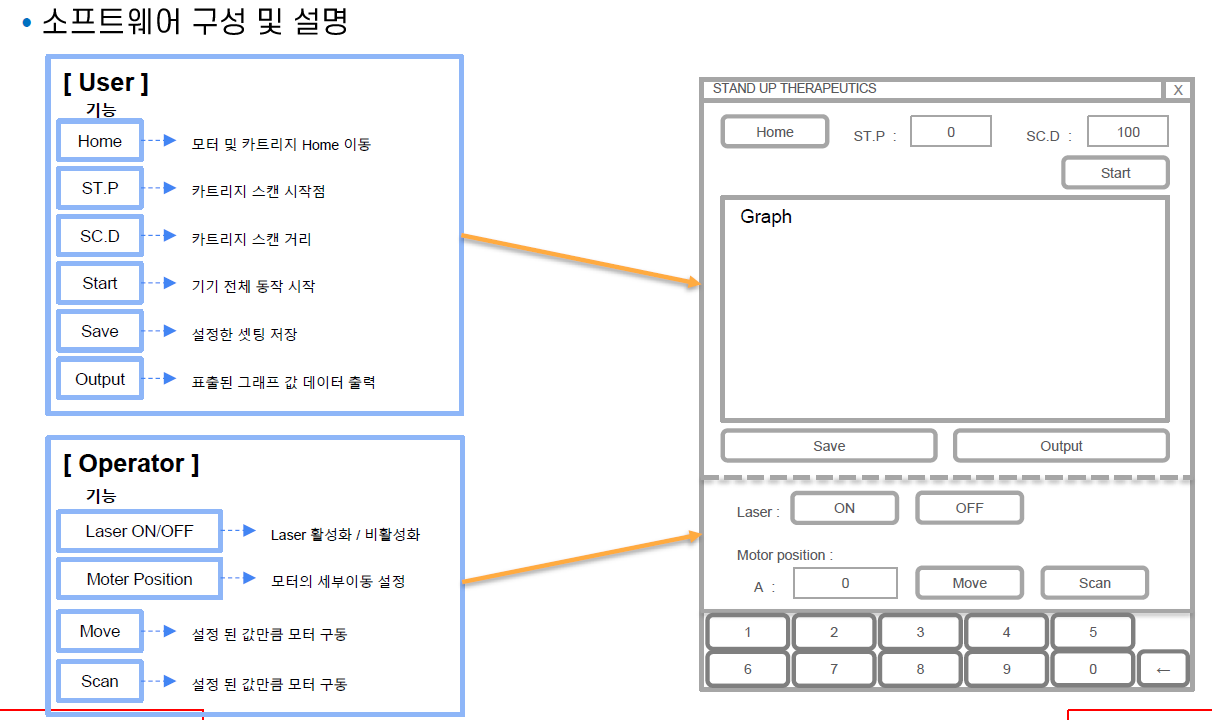 • 소프트웨어 구성 및 설명
[ User ]
기능
Home
모터 및 카트리지 Home 이동
ST.P
카트리지 스캔 시작점
SC.D
카트리지 스캔 거리
Start
기기 전체 동작 시작
Save
설정한 셋팅 저장
Output
표출된 그래프 값 데이터 출력
[ Operator ]
기능
Laser ON/OFF
Laser 활성화 / 비활성화
Moter Position
모터의 세부이동 설정
Move
설정 된 값만큼 모터 구동
Scan
설정 된 값만큼 모터 구동
STAND UP THERAPEUTICS X
Home ST.P : 0 SC.D : 100
Start
Graph
Save Output
Laser : ON OFF
Motor position :
A : 0 Move Scan
1 2 3 4 5
6 7 8 9 0 ←